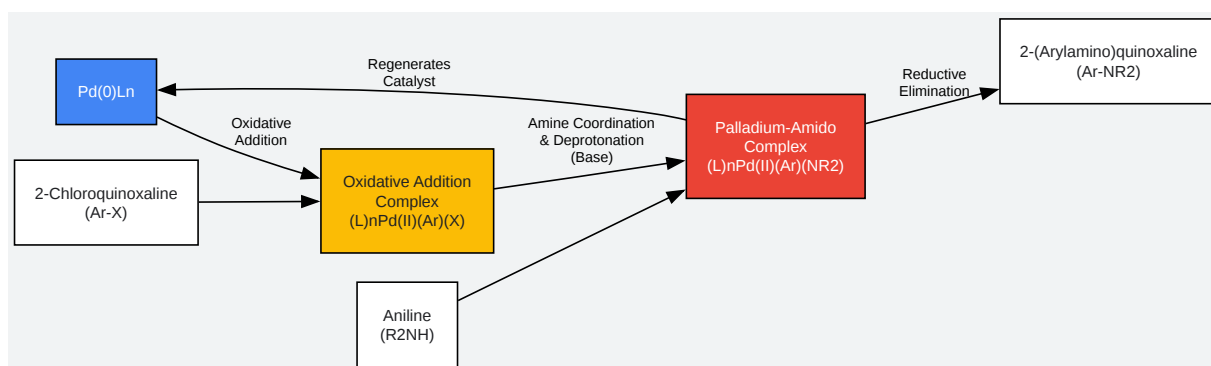 2-(Arylamino)quinoxaline
(Ar-NR2)
Regenerates
Catalyst
Reductive
Elimination
Pd(0)Ln
Oxidative
Addition
Amine Coordination
& Deprotonation
(Base)
Palladium-Amido
Complex
(L)nPd(II)(Ar)(NR2)
2-Chloroquinoxaline
(Ar-X)
Oxidative Addition
Complex
(L)nPd(II)(Ar)(X)
Aniline
(R2NH)